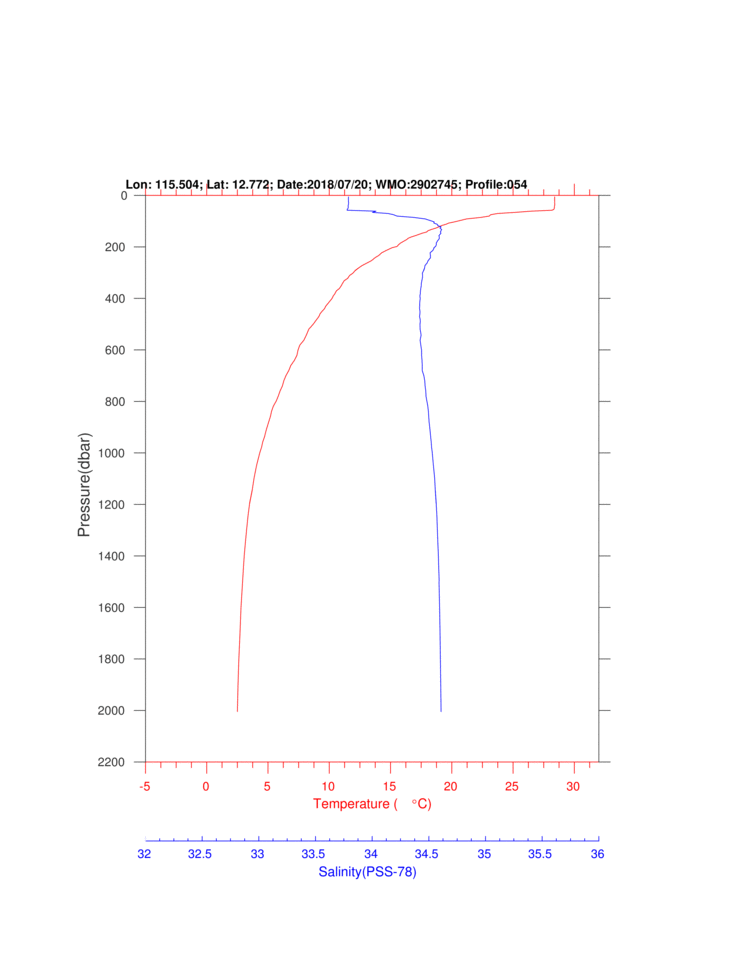 Lon: 115.504; Lat: 12.772; Date:2018/07/20; WMO:2902745; Profile:054
0
200
400
600
800
1000
1200
1400
1600
1800
2000
2200
Pressure(dbar)
-5 0 5 10 15 20 25 30
Temperature ( °C)
32 32.5 33 33.5 34 34.5 35 35.5 36
Salinity(PSS-78)